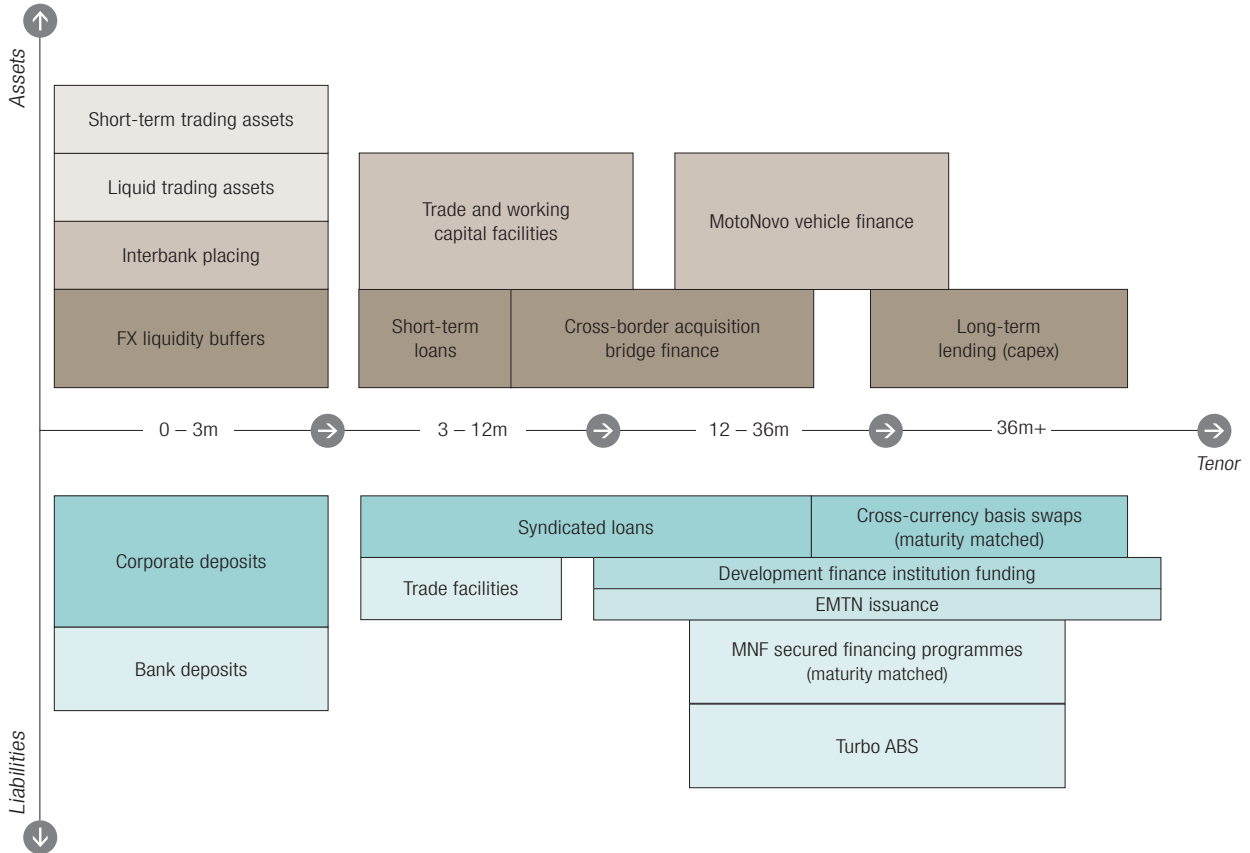 Assets
Short-term trading assets
Liquid trading assets
Interbank placing
FX liquidity buffers
Trade and working
capital facilities
MotoNovo vehicle finance
Short-term
loans
Cross-border acquisition
bridge finance
Long-term
lending (capex)
0 – 3m
3 – 12m
12 – 36m
36m+
Tenor
Corporate deposits
Bank deposits
Syndicated loans
Cross-currency basis swaps
(maturity matched)
Trade facilities
Development finance institution funding
EMTN issuance
MNF secured financing programmes
(maturity matched)
Turbo ABS
Liabilities